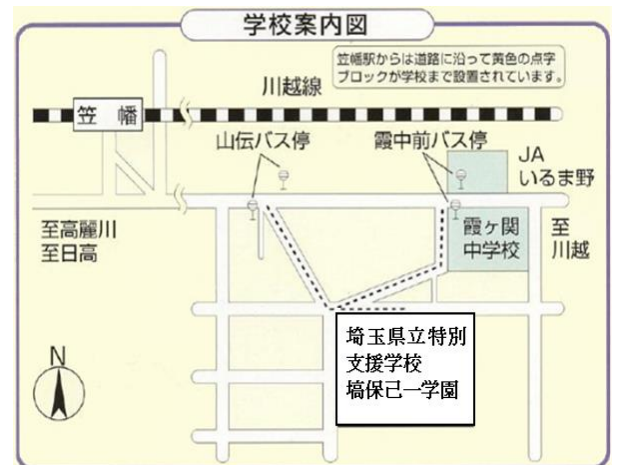 学校案内図
笠幡駅からは道路に沿って黄色の点字
ブロックが学校まで設置されています。
川越線
笠幡
山伝バス停
霞中前バス停
JA
いるま野
至高麗川
至日高
霞ヶ関
中学校
至
川越
埼玉県立特別
支援学校
塙保己一学園
N